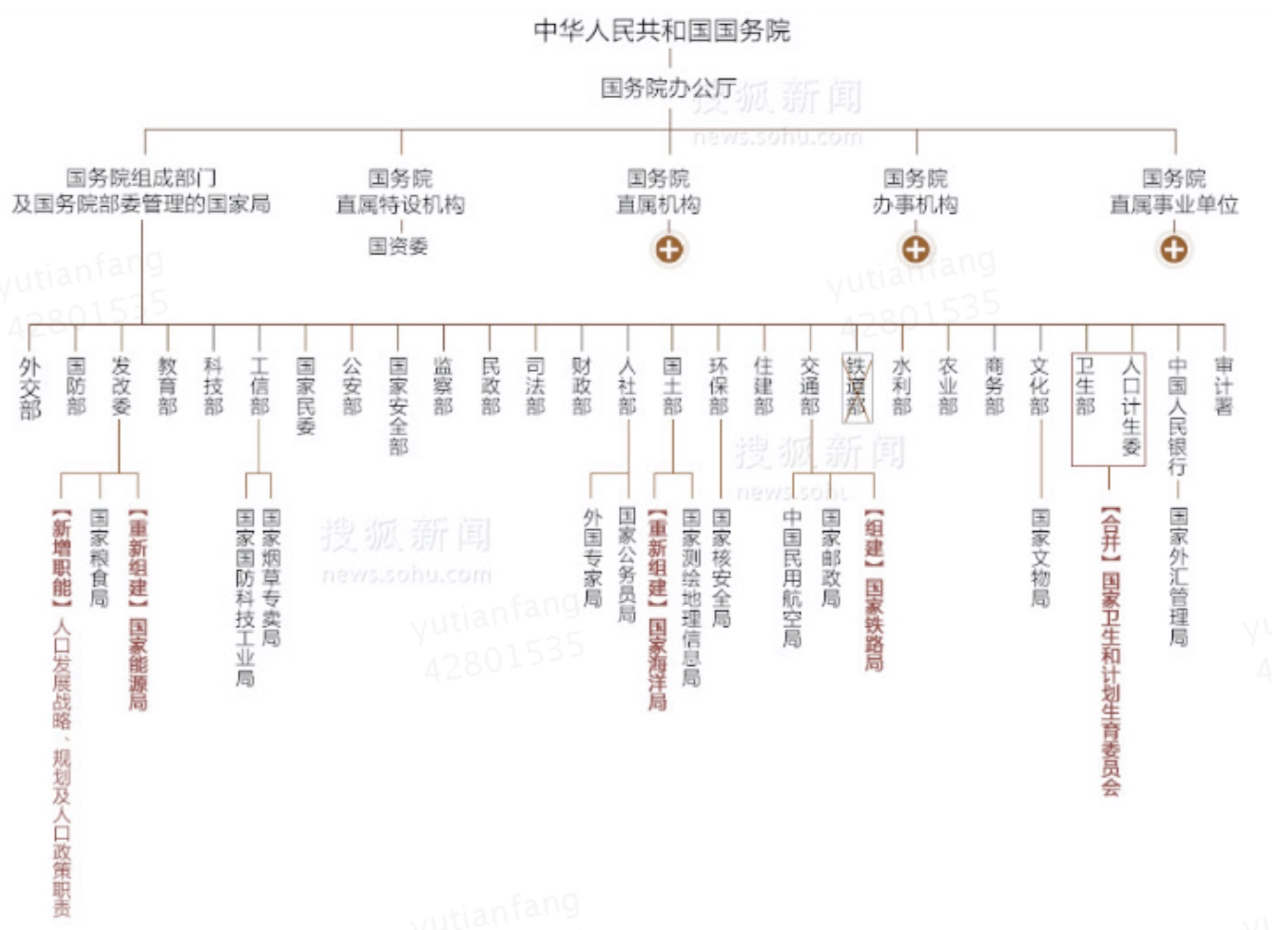 中华人民共和国国务院
国务院办公厅
搜狐新闻
news.sohu.com
国务院组成部门
及国务院部委管理的国家局
国务院
直属特设机构
国资委
国务院
直属机构
国务院
办事机构
国务院
直属事业单位
yutianfang
42801535
yutianfang
42801535
外交部
国防部
发改委
教育部
科技部
工信部
国家民委
公安部
国家安全部
监察部
民政部
司法部
财政部
人社部
国土部
环保部
住建部
交通部
铁道部
水利部
农业部
商务部
文化部
卫生部
人口计生委
中国人民银行
审计署
搜狐新闻
news.sohu
【新增职能】人口发展战略、规划及人口政策职责
国家粮食局
【重新组建】国家能源局
国家国防科技工业局
国家烟草专卖局
搜狐新闻
news.sohu.com
外国专家局
国家公务员局
【重新组建】国家海洋局
国家测绘地理信息局
国家核安全局
中国民用航空局
国家邮政局
【组建】国家铁路局
国家文物局
【合并】国家卫生和计划生育委员会
国家外汇管理局
yutianfang
42801535
yutianfang